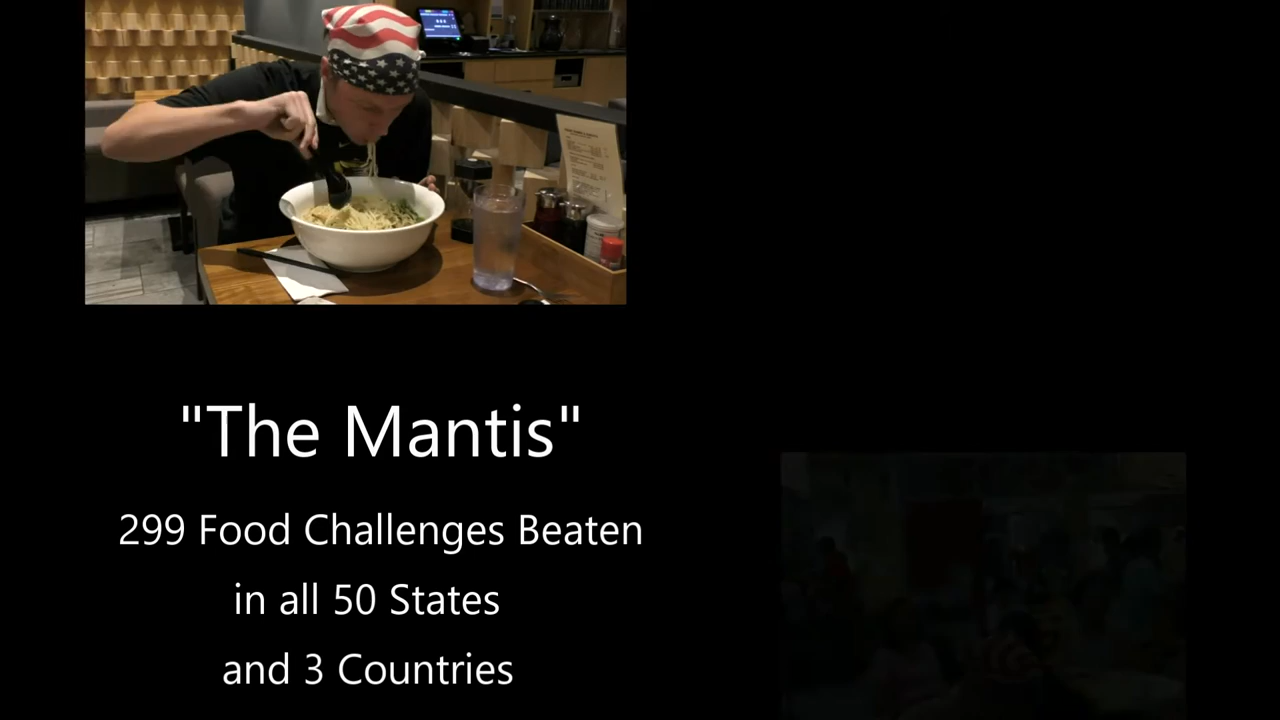 "The Mantis"
299 Food Challenges Beaten
in all 50 States
and 3 Countries